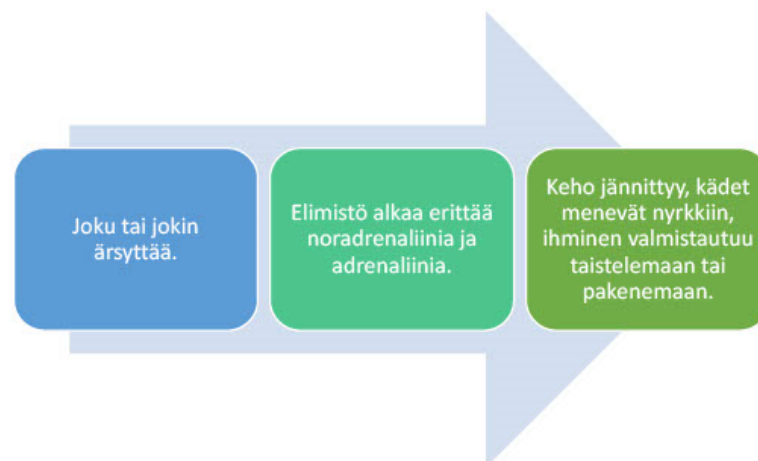 Joku tai jokin
ärsyttää.
Elimistö alkaa erittää
noradrenaliinia ja
adrenaliinia.
Keho jännittyy, kädet
menevät nyrkkiin,
ihminen valmistautuu
taistelemaan tai
pakenemaan.